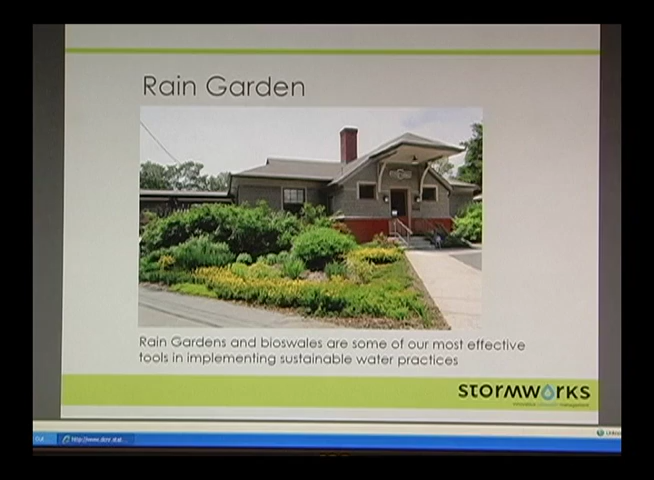 Rain Garden
Rain Gardens and bioswales are some of our most effective
tools in implementing sustainable water practices
STORMWORKS